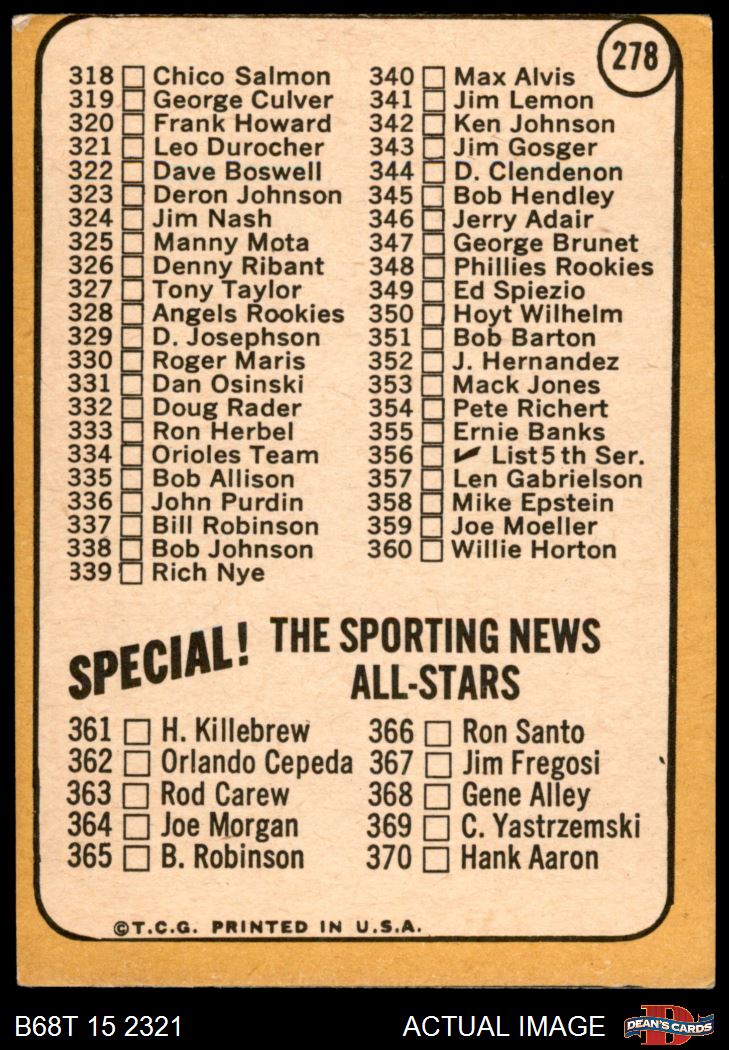 278
318 Chico Salmon
319 George Culver
320 Frank Howard
321 Leo Durocher
322 Dave Boswell
323 Deron Johnson
324 Jim Nash
325 Manny Mota
326 Denny Ribant
327 Tony Taylor
328 Angels Rookies
329 D. Josephson
330 Roger Maris
331 Dan Osinski
332 Doug Rader
333 Ron Herbel
334 Orioles Team
335 Bob Allison
336 John Purdin
337 Bill Robinson
338 Bob Johnson
339 Rich Nye
340 Max Alvis
341 Jim Lemon
342 Ken Johnson
343 Jim Gosger
344 D. Clendenon
345 Bob Hendley
346 Jerry Adair
347 George Brunet
348 Phillies Rookies
349 Ed Spiezio
350 Hoyt Wilhelm
351 Bob Barton
352 J. Hernandez
353 Mack Jones
354 Pete Richert
355 Ernie Banks
356 ✔ List 5th Ser.
357 Len Gabrielson
358 Mike Epstein
359 Joe Moeller
360 Willie Horton
SPECIAL! THE SPORTING NEWS
ALL-STARS
361 H. Killebrew
362 Orlando Cepeda
363 Rod Carew
364 Joe Morgan
365 B. Robinson
366 Ron Santo
367 Jim Fregosi
368 Gene Alley
369 C. Yastrzemski
370 Hank Aaron
©T.C.G. PRINTED IN U.S.A.
B68T 15 2321
ACTUAL IMAGE
D
DEAN'S CARDS